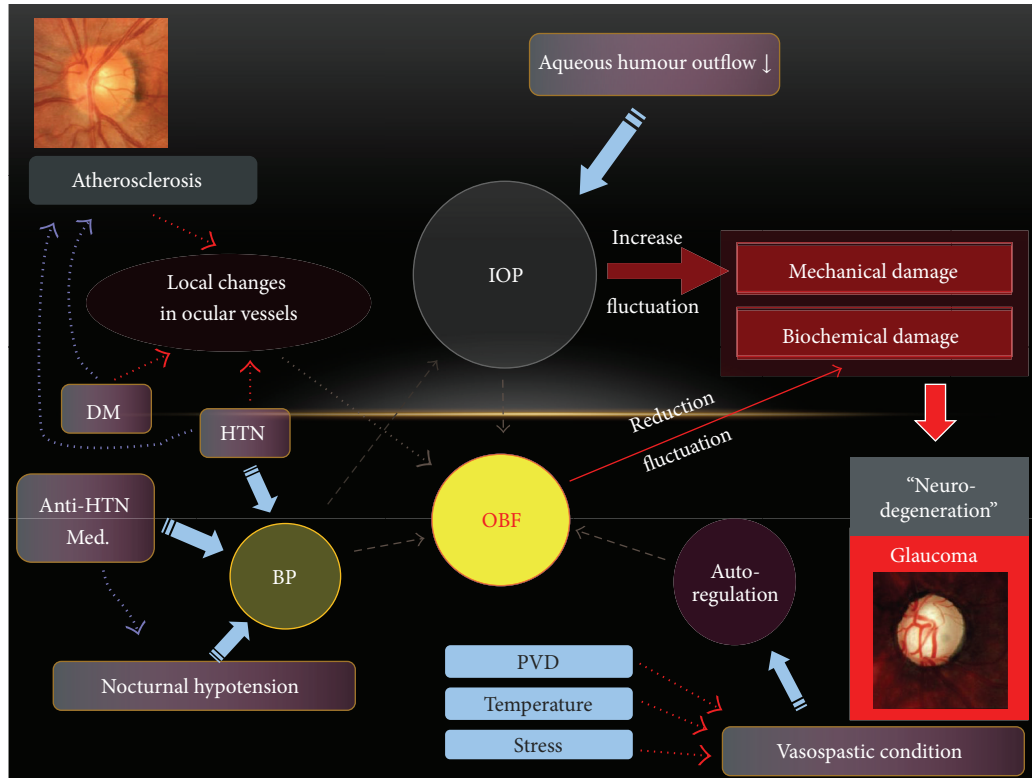 Aqueous humour outflow ↓
Atherosclerosis
Local changes
in ocular vessels
IOP
Increase
fluctuation
Mechanical damage
Biochemical damage
DM
HTN
Reduction
fluctuation
Anti-HTN
Med.
BP
OBF
Auto-
regulation
“Neuro-
degeneration”
Glaucoma
Nocturnal hypotension
PVD
Temperature
Stress
Vasospastic condition